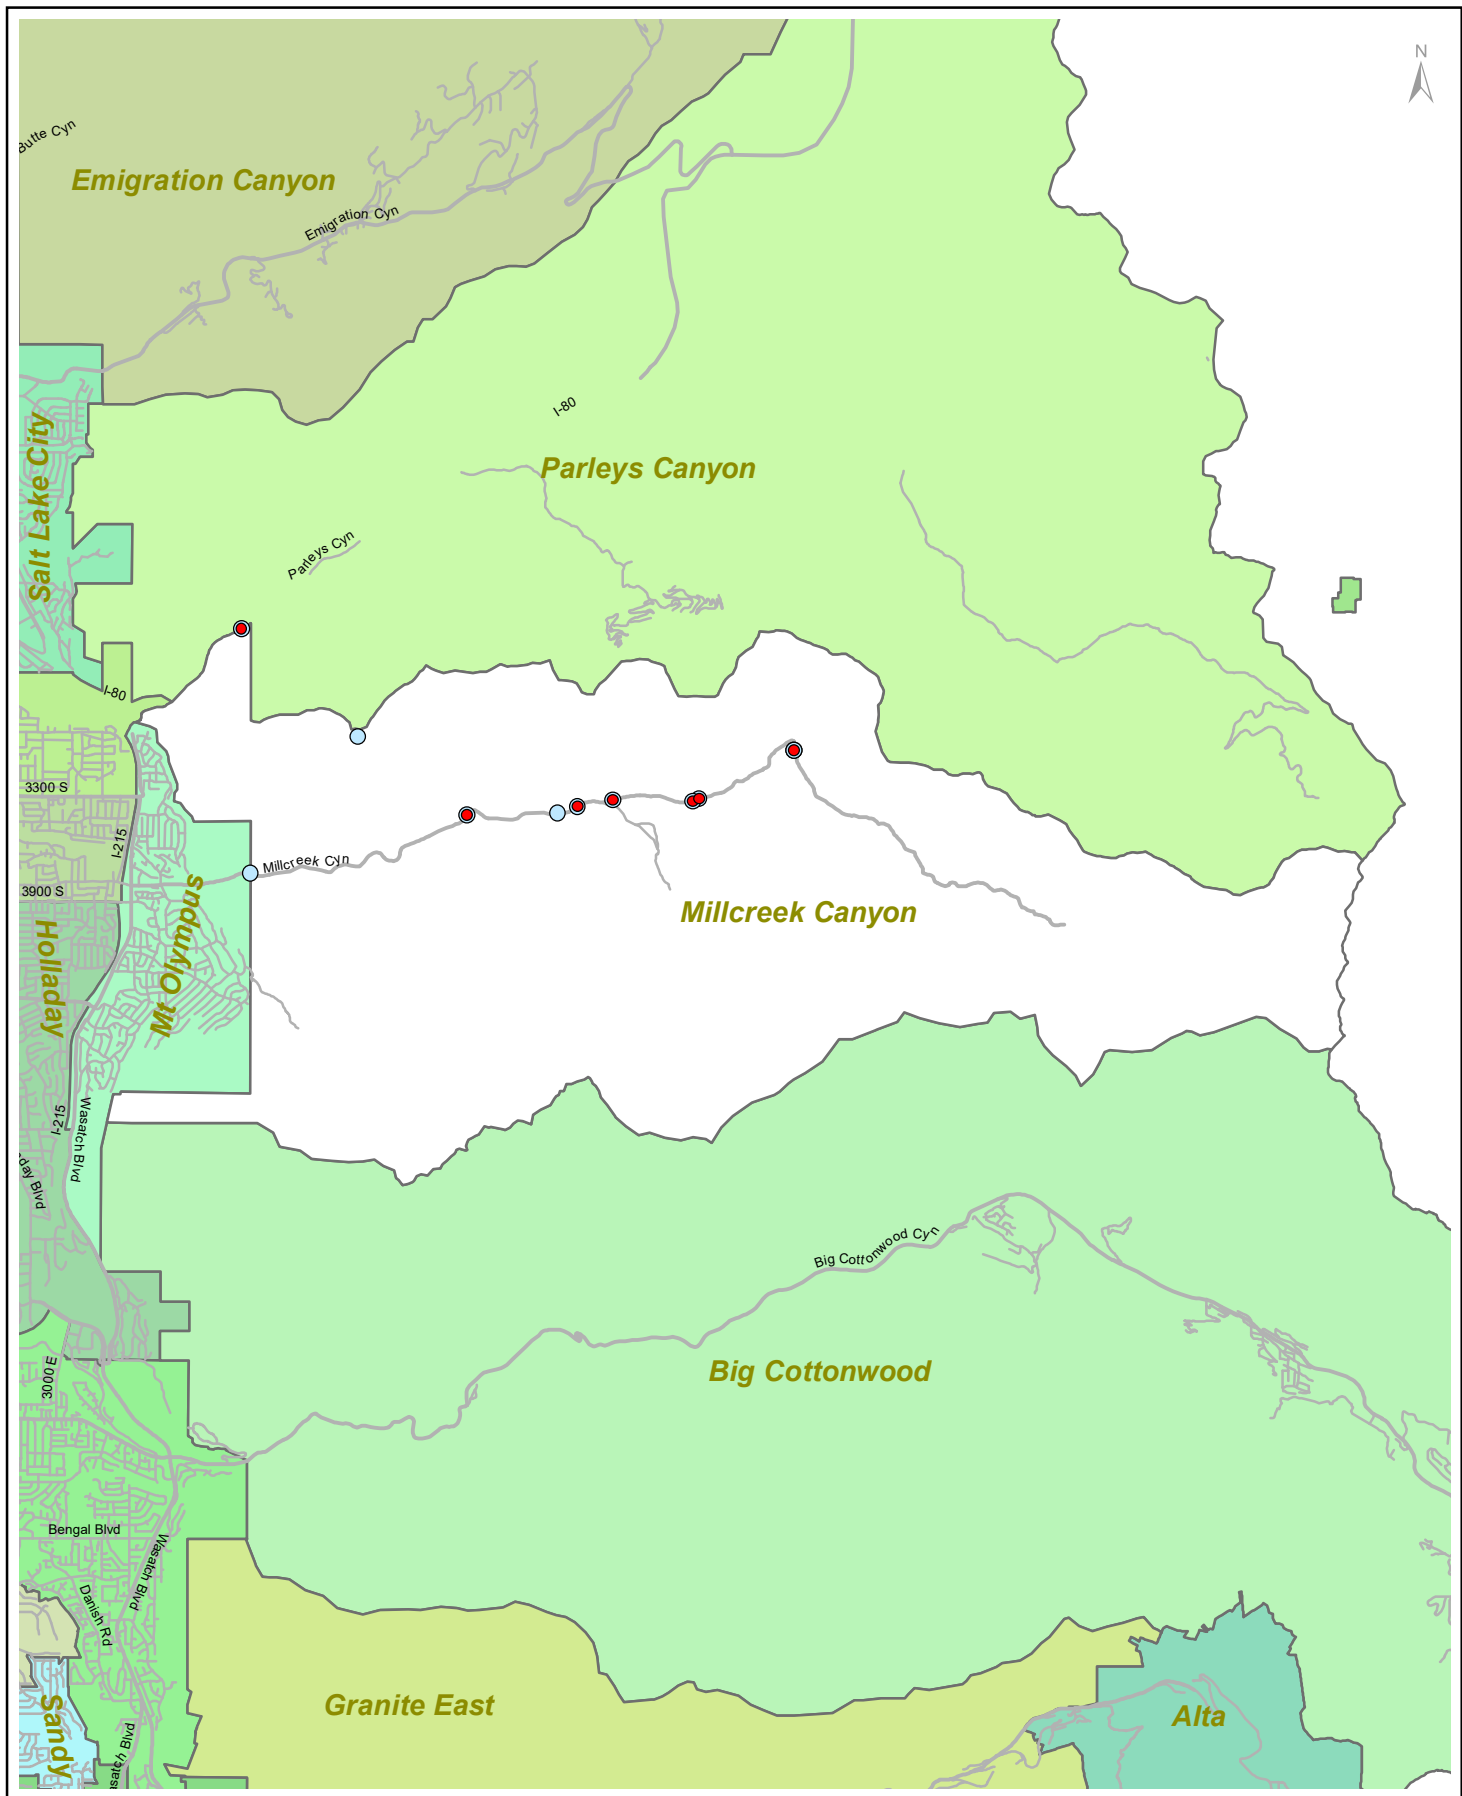 N
Butte Cyn
Emigration Canyon
Emigration Cyn
I-80
Salt Lake City
Parleys Canyon
Parleys Cyn
I-80
3300 S
I-215
Millcreek Cyn
3900 S
Mt Olympus
Millcreek Canyon
Holladay
I-215
Wasatch Blvd
day Blvd
Big Cottonwood Cyn
3000 E
Big Cottonwood
Bengal Blvd
Wasatch Blvd
Danish Rd
Sandy
Granite East
Alta
asatch Blvd